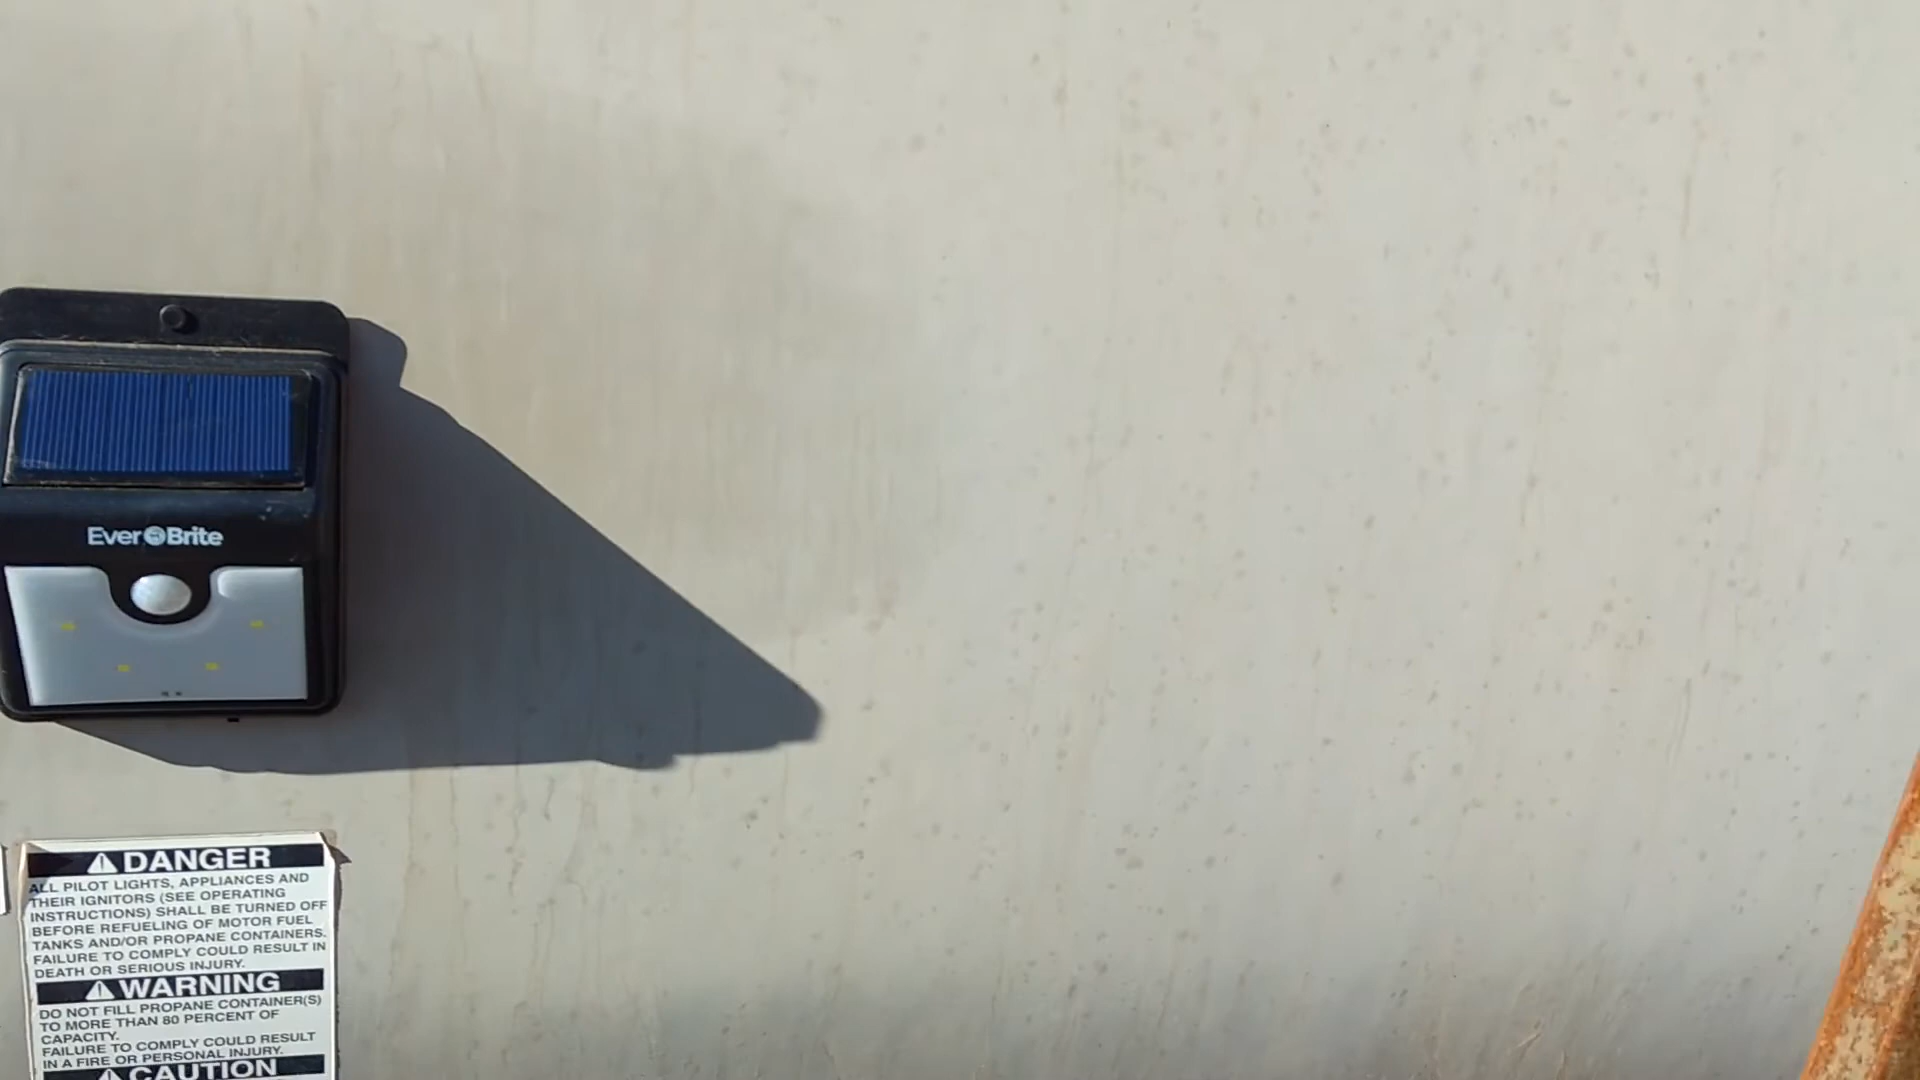 Ever Brite
DANGER
ALL PILOT LIGHTS, APPLIANCES AND
THEIR IGNITORS (SEE OPERATING
INSTRUCTIONS) SHALL BE TURNED OFF
BEFORE REFUELING OF MOTOR FUEL
TANKS AND/OR PROPANE CONTAINERS.
FAILURE TO COMPLY COULD RESULT IN
DEATH OR SERIOUS INJURY.
WARNING
DO NOT FILL PROPANE CONTAINER(S)
TO MORE THAN 80 PERCENT OF
CAPACITY.
FAILURE TO COMPLY COULD RESULT
IN A FIRE OR PERSONAL INJURY.
CAUTION